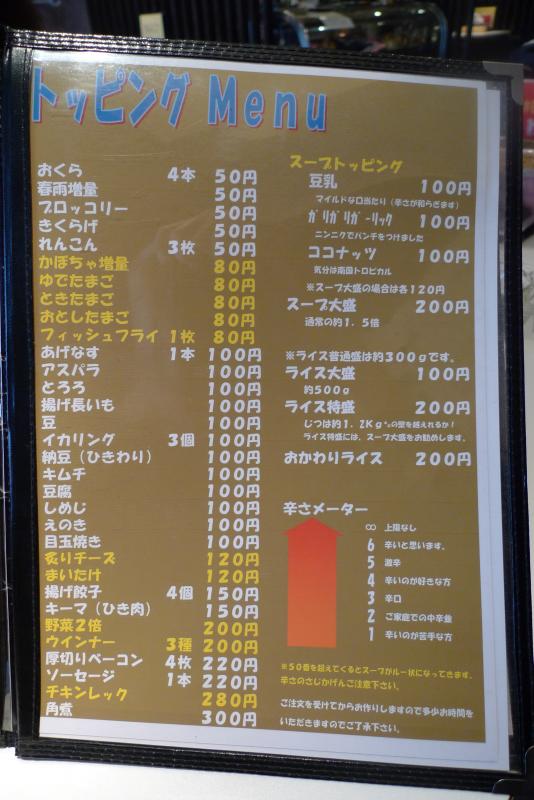 トッピング Menu
おくら 4本 50円
春雨増量 50円
ブロッコリー 50円
きくらげ 50円
れんこん 3枚 50円
かぼちゃ増量 80円
ゆでたまご 80円
ときたまご 80円
おとしたまご 80円
フィッシュフライ 1枚 80円
あげなす 1本 100円
アスパラ 100円
とろろ 100円
揚げ長いも 100円
豆 100円
イカリング 3個 100円
納豆（ひきわり） 100円
キムチ 100円
豆腐 100円
しめじ 100円
えのき 100円
目玉焼き 100円
炙りチーズ 120円
まいたけ 120円
揚げ餃子 4個 150円
キーマ（ひき肉） 150円
野菜2倍 200円
ウインナー 3種 200円
厚切りベーコン 4枚 220円
ソーセージ 1本 220円
チキンレック 280円
角煮 300円
スープトッピング
豆乳 100円
マイルドな口当たり（辛さが和らぎます）
ガリガリガーリック 100円
ニンニクでパンチをつけました
ココナッツ 100円
気分は南国トロピカル
※スープ大盛の場合は各120円
スープ大盛 200円
通常の約1．5倍
※ライス普通盛は約300gです。
ライス大盛 100円
約500g
ライス特盛 200円
じつは約1．2Kg〝の壁を越えれるか！
ライス特盛には、スープ大盛をお勧めします。
おかわりライス 200円
辛さメーター
∞ 上限なし
6 辛いと思います。
5 激辛
4 辛いのが好きな方
3 辛口
2 ご家庭での中辛並
1 辛いのが苦手な方
※50番を超えてくるとスープがルー状になってきます。
辛さのさじかげんご注意下さい。
ご注文を受けてからお作りしますので多少お時間を
いただきますのでご了承下さい。